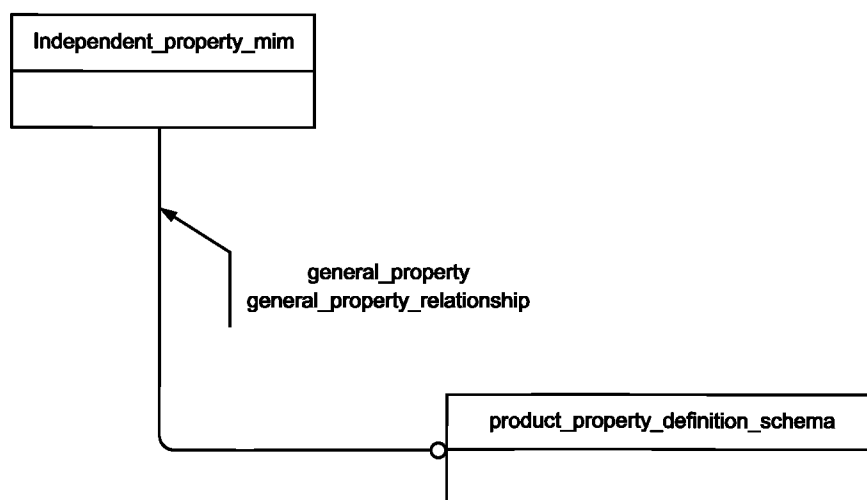 Independent_property_mim
general_property
general_property_relationship
product_property_definition_schema